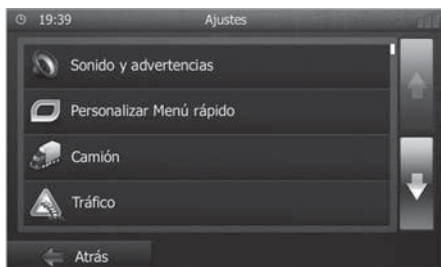 19:39 Ajustes
Sonido y advertencias
Personalizar Menú rápido
Camión
Tráfico
Atrás